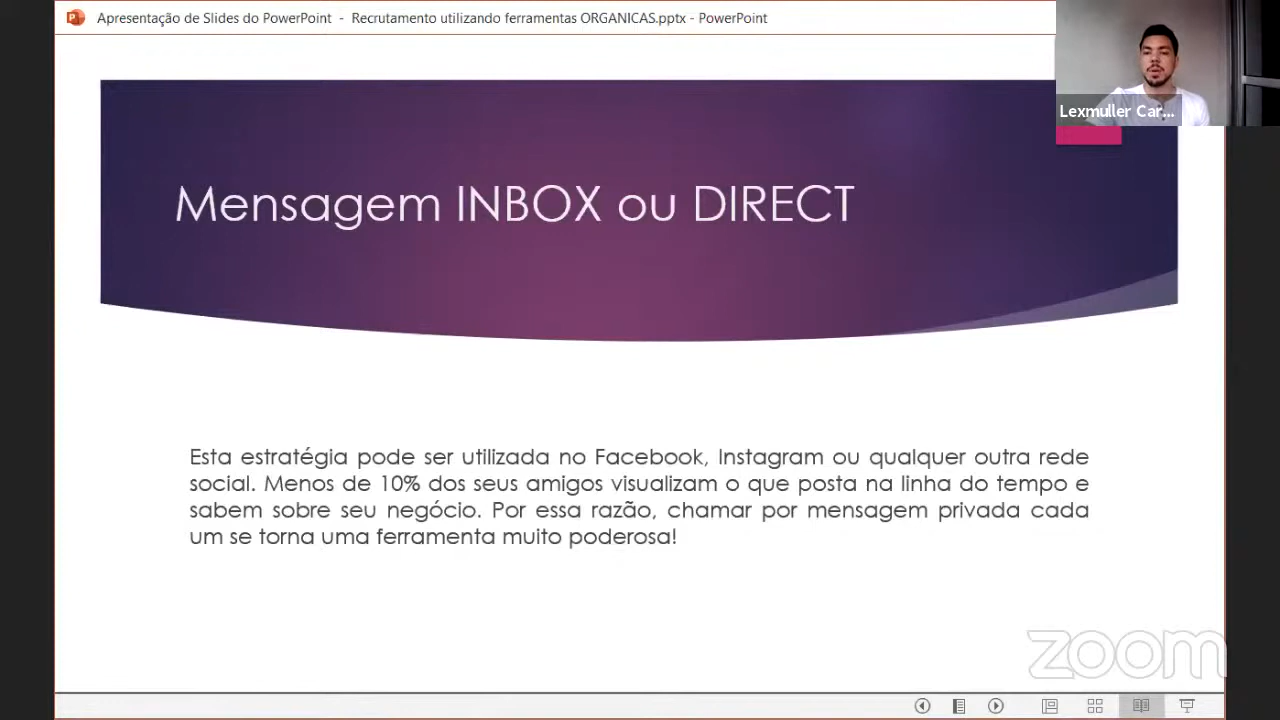 Apresentação de Slides do PowerPoint - Recrutamento utilizando ferramentas ORGANICAS.pptx - PowerPoint
Lexmuller Car...
Mensagem INBOX ou DIRECT
Esta estratégia pode ser utilizada no Facebook, Instagram ou qualquer outra rede
social. Menos de 10% dos seus amigos visualizam o que posta na linha do tempo e
sabem sobre seu negócio. Por essa razão, chamar por mensagem privada cada
um se torna uma ferramenta muito poderosa!
zoom